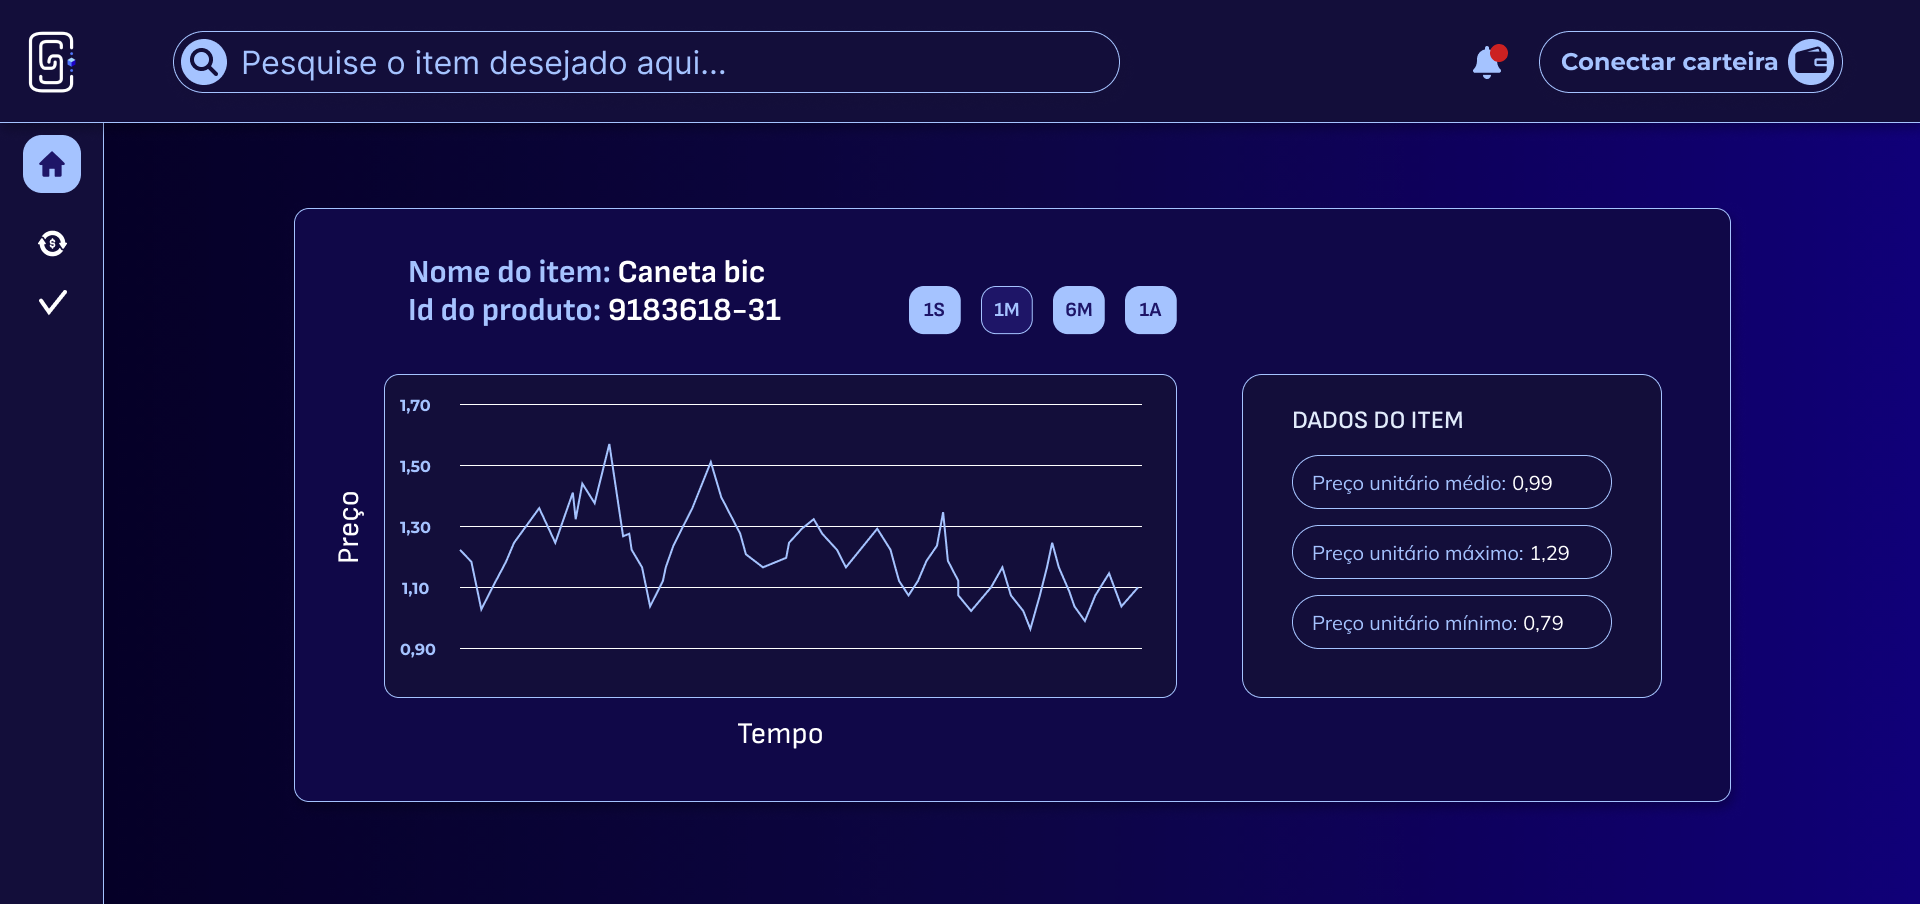 Pesquise o item desejado aqui...
Conectar carteira
Nome do item: Caneta bic
Id do produto: 9183618-31
1S
1M
6M
1A
1,70
1,50
1,30
1,10
0,90
Preço
Tempo
DADOS DO ITEM
Preço unitário médio: 0,99
Preço unitário máximo: 1,29
Preço unitário mínimo: 0,79